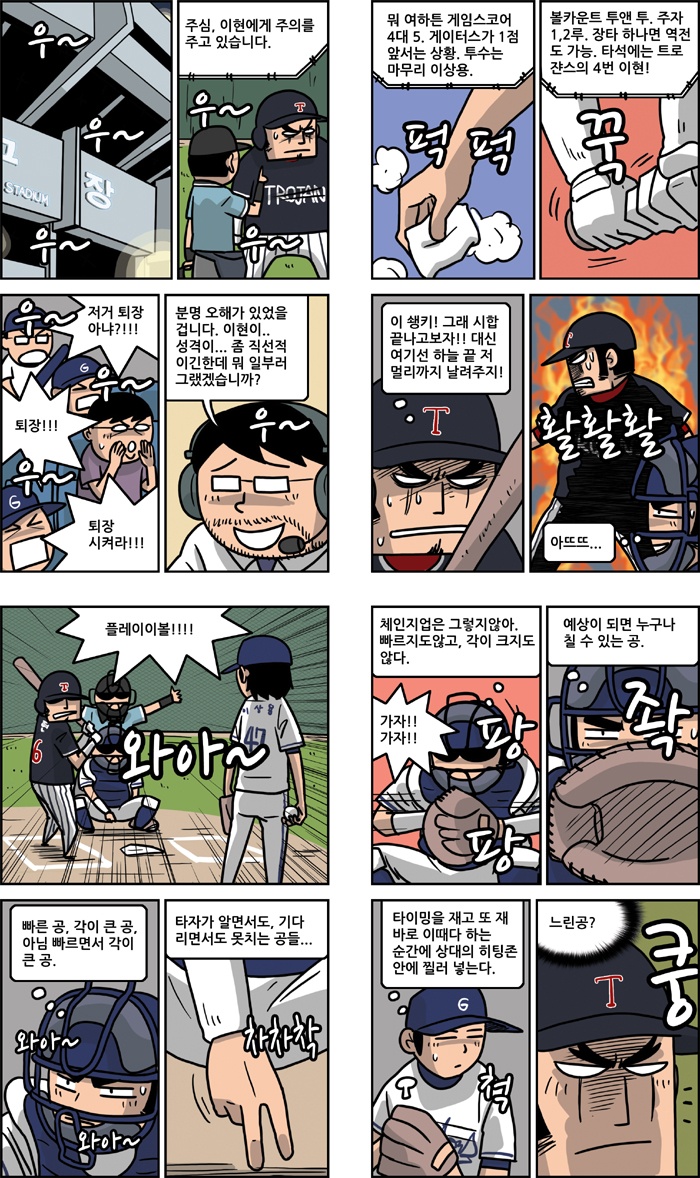 우~
우~
우~
고
장
STADIUM
주심, 이현에게 주의를
주고 있습니다.
우~
T
TROJAN
우~
저거 퇴장
아냐?!!!
우~
G
우~
퇴장!!!
우~
G
퇴장
시켜라!!!
분명 오해가 있었을
겁니다. 이현이..
성격이... 좀 직선적
이긴한데 뭐 일부러
그랬겠습니까?
우~
뭐 여하튼 게임스코어
4대 5. 게이터스가 1점
앞서는 상황. 투수는
마무리 이상용.
퍽 퍽
볼카운트 투앤 투. 주자
1,2루. 장타 하나면 역전
도 가능. 타석에는 트로
쟌스의 4번 이현!
꾹
이 쉥키! 그래 시합
끝나고보자!! 대신
여기선 하늘 끝 저
멀리까지 날려주지!
T
T
활활활
아뜨뜨...
플레이이볼!!!!
T
6
이상용
47
와아~
빠른 공, 각이 큰 공,
아님 빠르면서 각이
큰 공.
와아~
와아~
타자가 알면서도, 기다
리면서도 못치는 공들...
차차착
체인지업은 그렇지않아.
빠르지도않고, 각이 크지도
않다.
가자!!
가자!!
팡
팡
예상이 되면 누구나
칠 수 있는 공.
좍
타이밍을 재고 또 재
바로 이때다 하는
순간에 상대의 히팅존
안에 찔러 넣는다.
G
척
느린공?
쿵
T